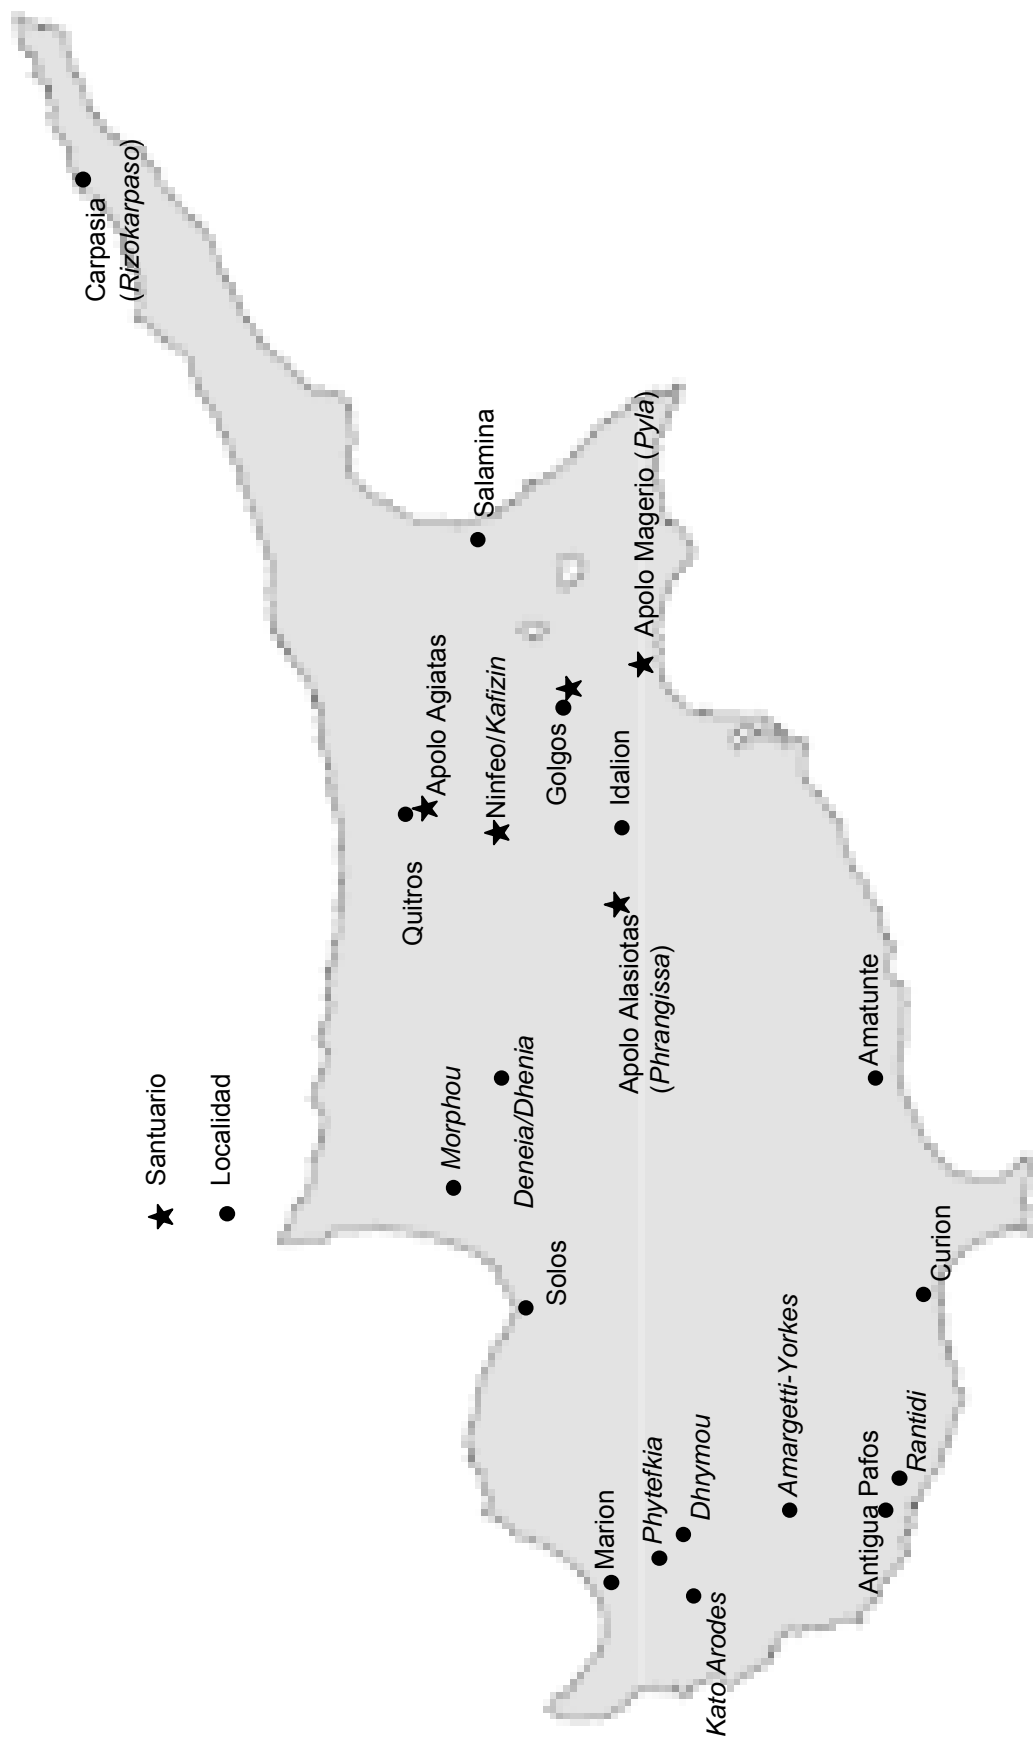 Santuario
Localidad
Carpasia
(Rizokarpaso)
Salamina
Quitros
Apolo Agiatas
Ninfeo/Kafizin
Golgos
Apolo Magerio (Pyla)
Idalion
Apolo Alasiotas
(Phrangissa)
Morphou
Deneia/Dhenia
Solos
Amatunte
Curion
Marion
Phytefkia
Dhrymou
Kato Arodes
Amargetti-Yorkes
Antigua Pafos
Rantidi